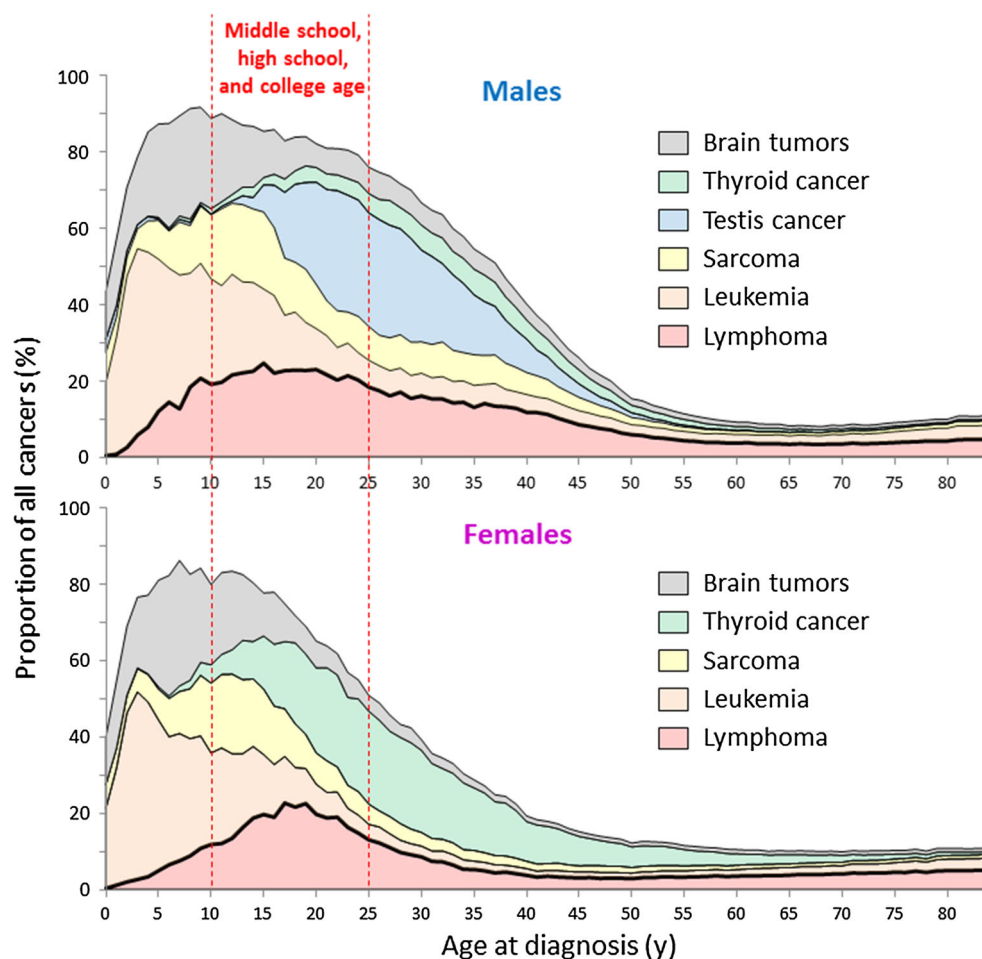 Middle school,
high school,
and college age
Males
100
80
60
40
20
0
Brain tumors
Thyroid cancer
Testis cancer
Sarcoma
Leukemia
Lymphoma
0 5 10 15 20 25 30 35 40 45 50 55 60 65 70 75 80
Proportion of all cancers (%)
Females
100
80
60
40
20
0
Brain tumors
Thyroid cancer
Sarcoma
Leukemia
Lymphoma
0 5 10 15 20 25 30 35 40 45 50 55 60 65 70 75 80
Age at diagnosis (y)